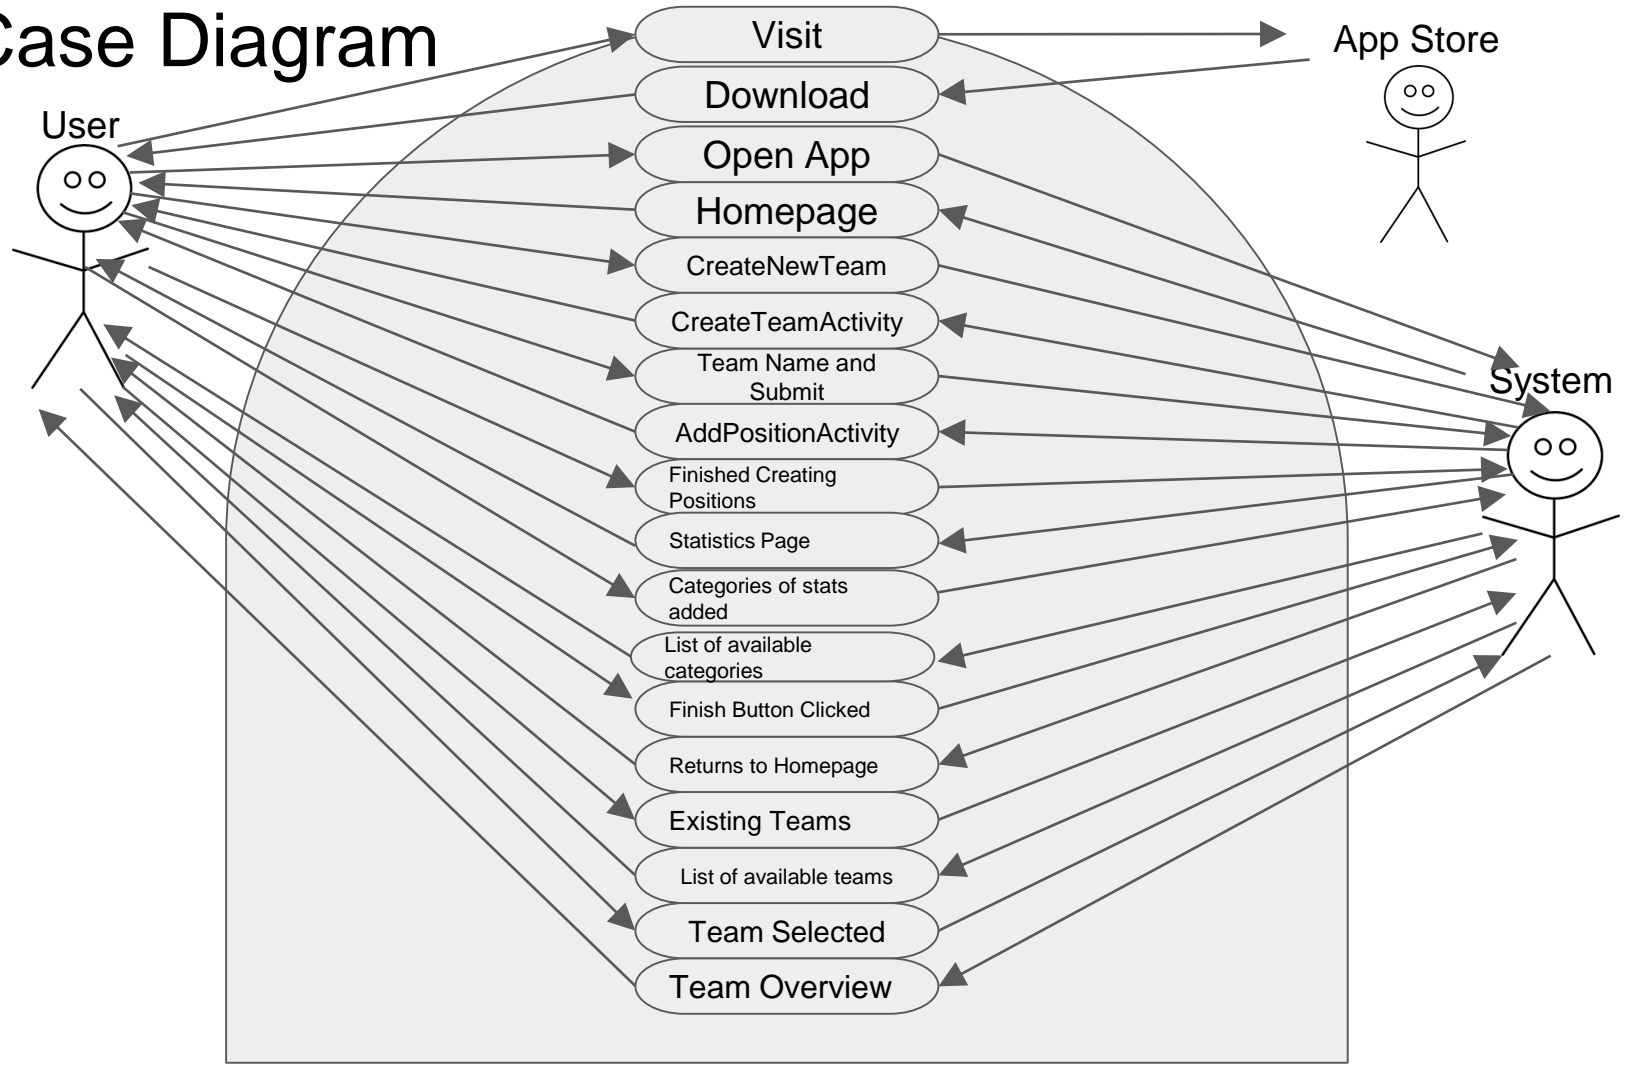 Case Diagram
Visit
App Store
Download
User
Open App
Homepage
CreateNewTeam
CreateTeamActivity
Team Name and
Submit
System
AddPositionActivity
Finished Creating
Positions
Statistics Page
Categories of stats
added
List of available
categories
Finish Button Clicked
Returns to Homepage
Existing Teams
List of available teams
Team Selected
Team Overview